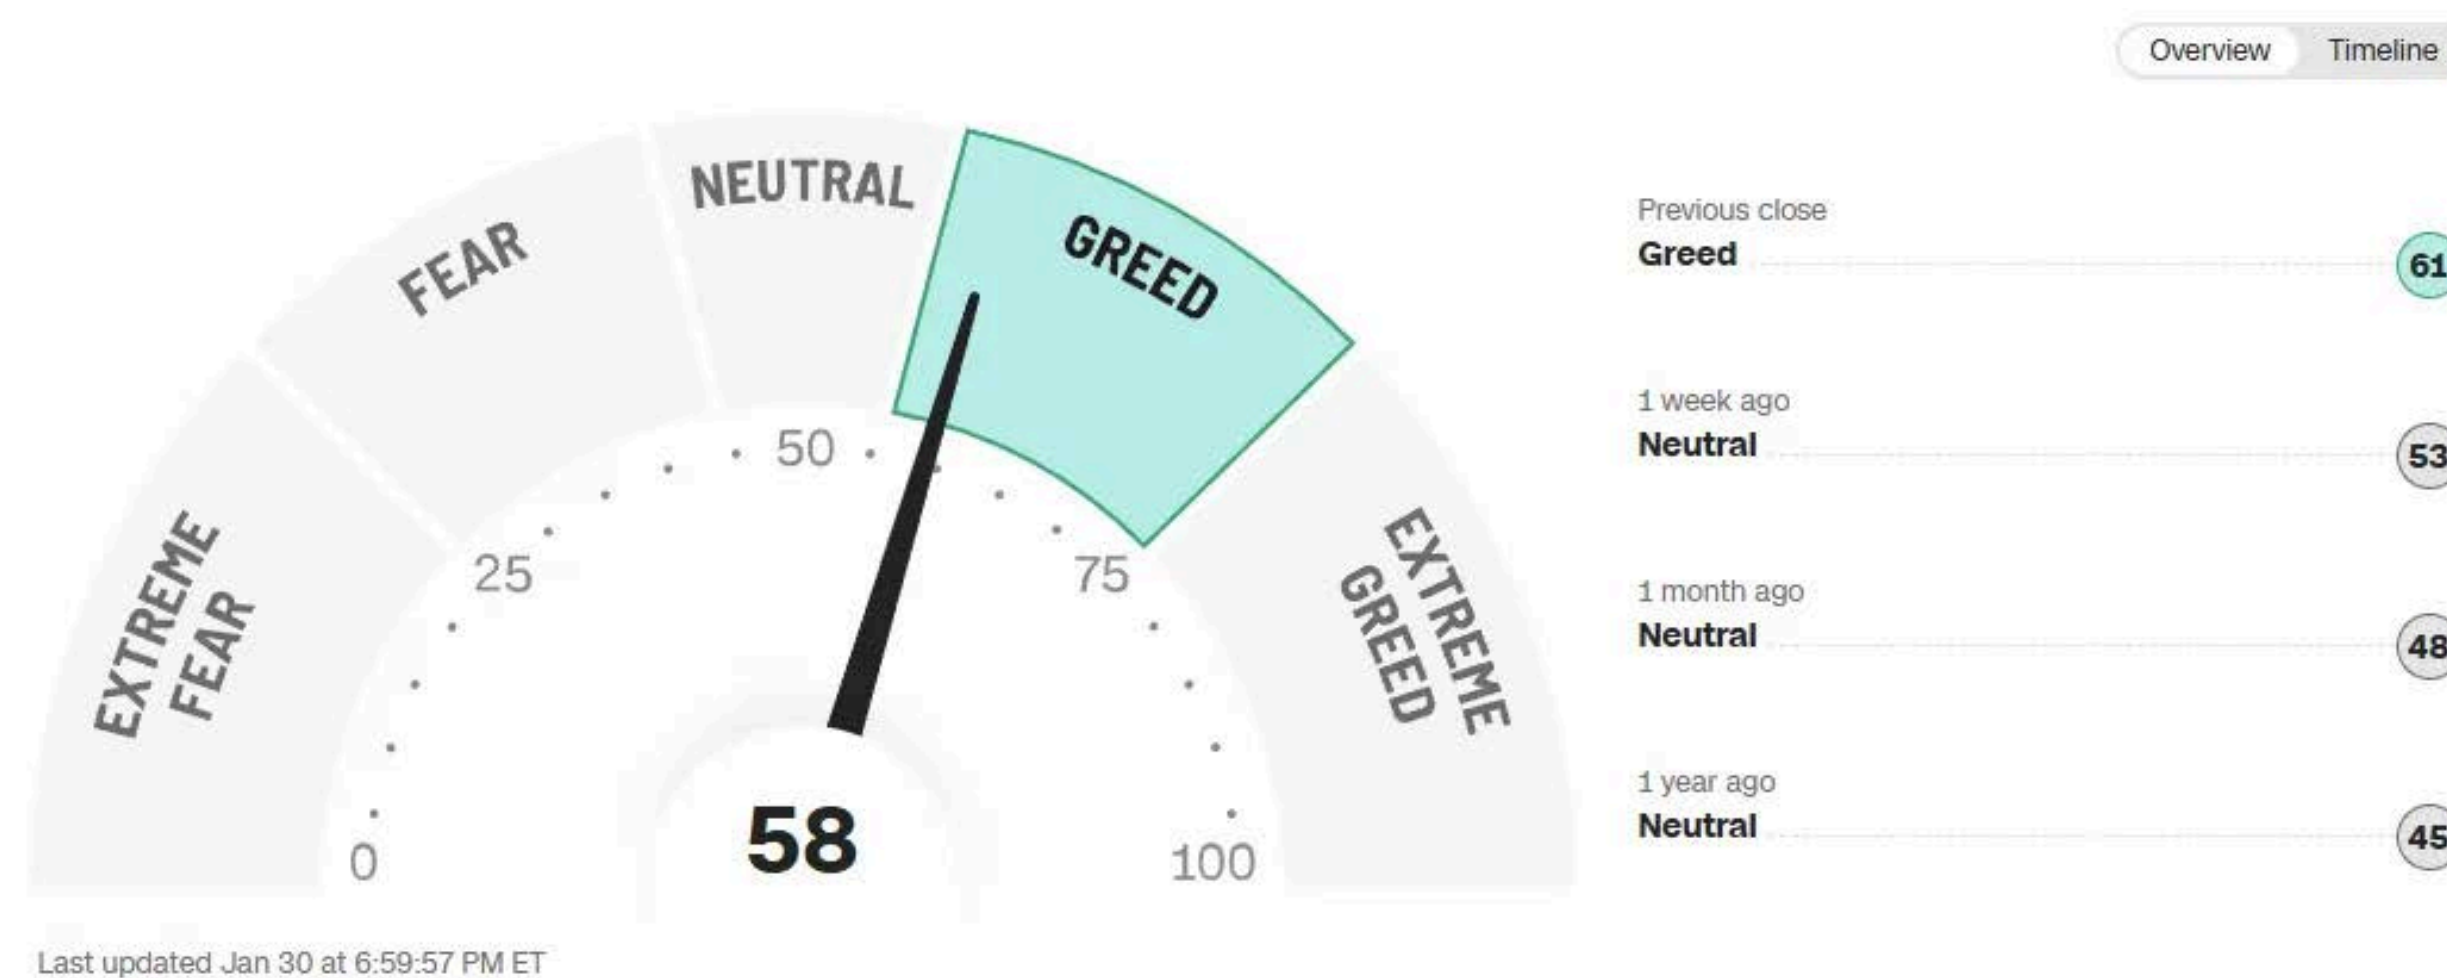 Overview Timeline
NEUTRAL
FEAR
GREED
EXTREME
FEAR
EXTREME
GREED
0
25
50
75
100
58
Last updated Jan 30 at 6:59:57 PM ET
Previous close
Greed 61
1 week ago
Neutral 53
1 month ago
Neutral 48
1 year ago
Neutral 45